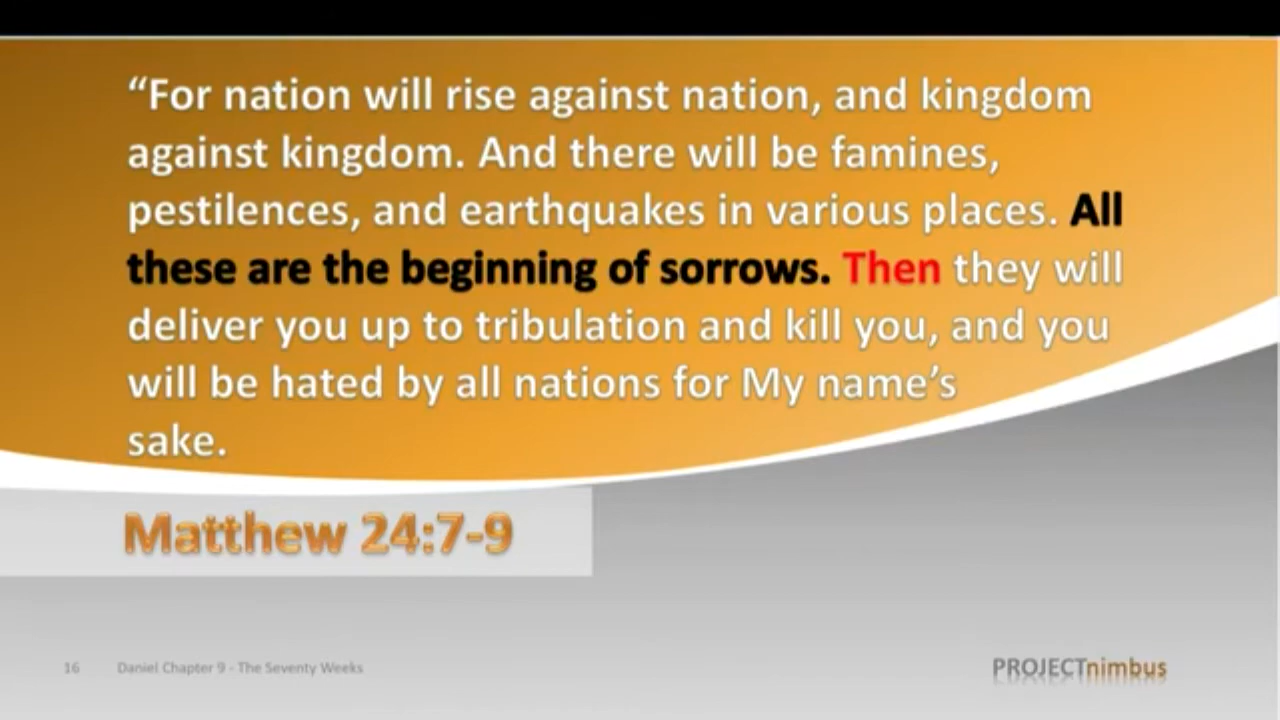 “For nation will rise against nation, and kingdom
against kingdom. And there will be famines,
pestilences, and earthquakes in various places. All
these are the beginning of sorrows. Then they will
deliver you up to tribulation and kill you, and you
will be hated by all nations for My name’s
sake.
Matthew 24:7-9
16 Daniel Chapter 9 - The Seventy Weeks
PROJECTnimbus